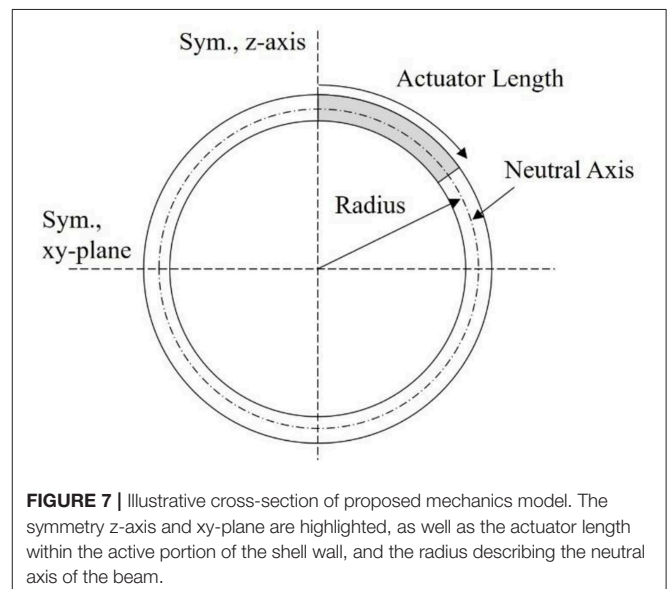 Sym., z-axis
Actuator Length
Neutral Axis
Radius
Sym.,
xy-plane
FIGURE 7 | Illustrative cross-section of proposed mechanics model. The
symmetry z-axis and xy-plane are highlighted, as well as the actuator length
within the active portion of the shell wall, and the radius describing the neutral
axis of the beam.